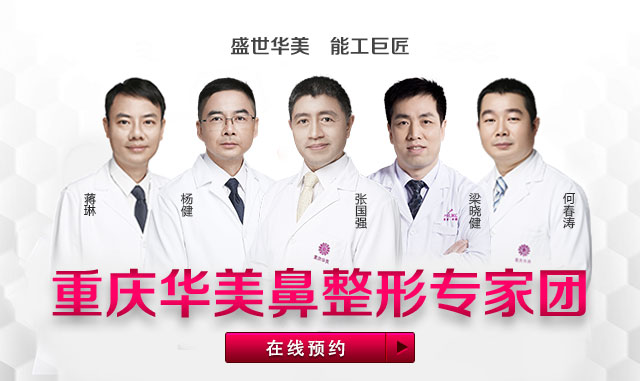 盛世华美 能工巨匠
蒋琳
杨健
张国强
梁晓健
何春涛
重庆华美鼻整形专家团
在线预约